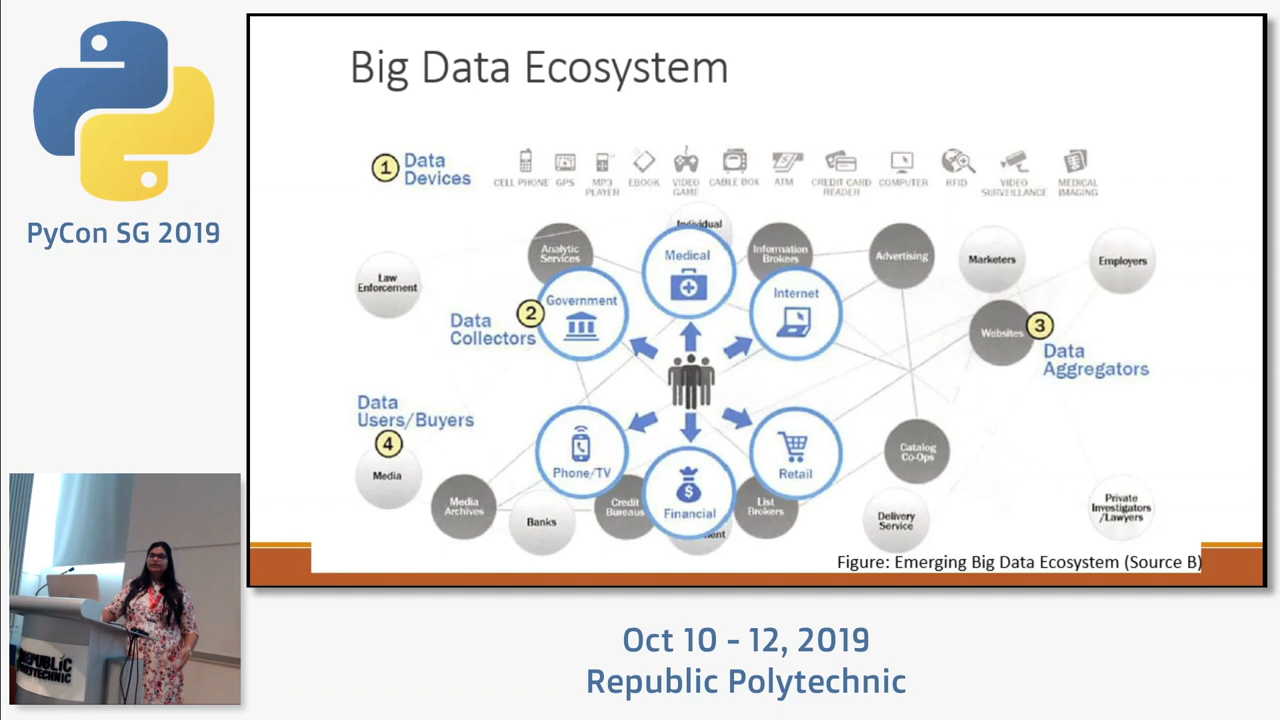 PyCon SG 2019
Big Data Ecosystem
1 Data
Devices
CELL PHONE
GPS
MP3
PLAYER
EBOOK
VIDEO
GAME
CABLE BOX
ATM
CREDIT CARD
READER
COMPUTER
RFID
VIDEO
SURVEILLANCE
MEDICAL
IMAGING
Individual
Analytic
Services
Medical
Information
Brokers
Advertising
Marketers
Employers
Law
Enforcement
Government
Internet
2
Data
Collectors
Websites
3
Data
Aggregators
Data
Users/Buyers
4
Media
Phone/TV
Retail
Catalog
Co-Ops
Media
Archives
Banks
Credit
Bureaus
Financial
List
Brokers
Delivery
Service
Private
Investigators
/Lawyers
Figure: Emerging Big Data Ecosystem (Source B)
REPUBLIC
POLYTECHNIC
Oct 10 - 12, 2019
Republic Polytechnic